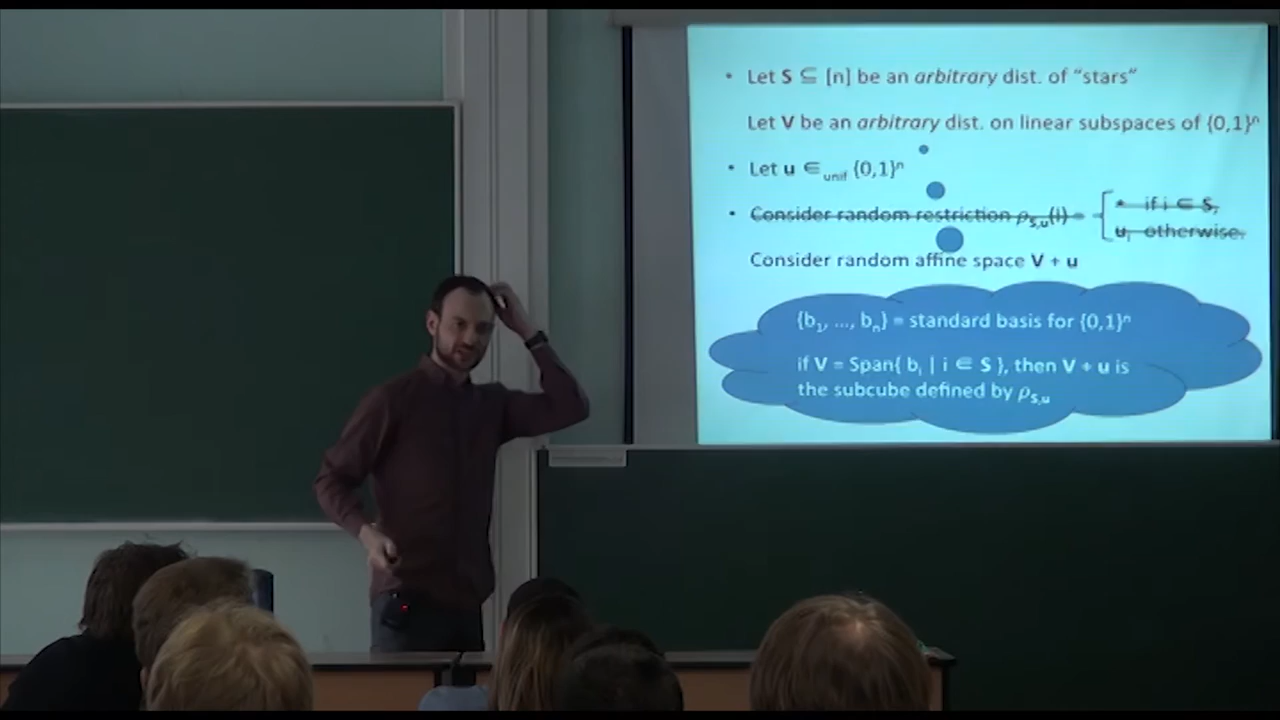 • Let S ⊆ [n] be an arbitrary dist. of “stars”
Let V be an arbitrary dist. on linear subspaces of {0,1}ⁿ
• Let u ∈unif {0,1}ⁿ
• Consider random restriction ρS,u(i) = { * if i ∈ S,
uᵢ otherwise.
Consider random affine space V + u
{b₁, ..., bₙ} = standard basis for {0,1}ⁿ
if V = Span{ bᵢ | i ∈ S }, then V + u is
the subcube defined by ρS,u